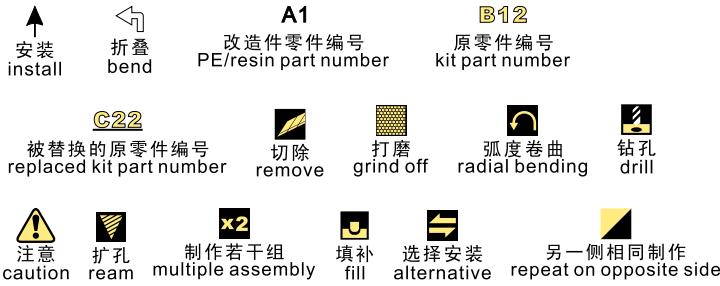 A1
B12
安装
install
折叠
bend
改造件零件编号
PE/resin part number
原零件编号
kit part number
C22
被替换的原零件编号
replaced kit part number
切除
remove
打磨
grind off
弧度卷曲
radial bending
钻孔
drill
注意
caution
扩孔
ream
x2
制作若干组
multiple assembly
填补
fill
选择安装
alternative
另一侧相同制作
repeat on opposite side